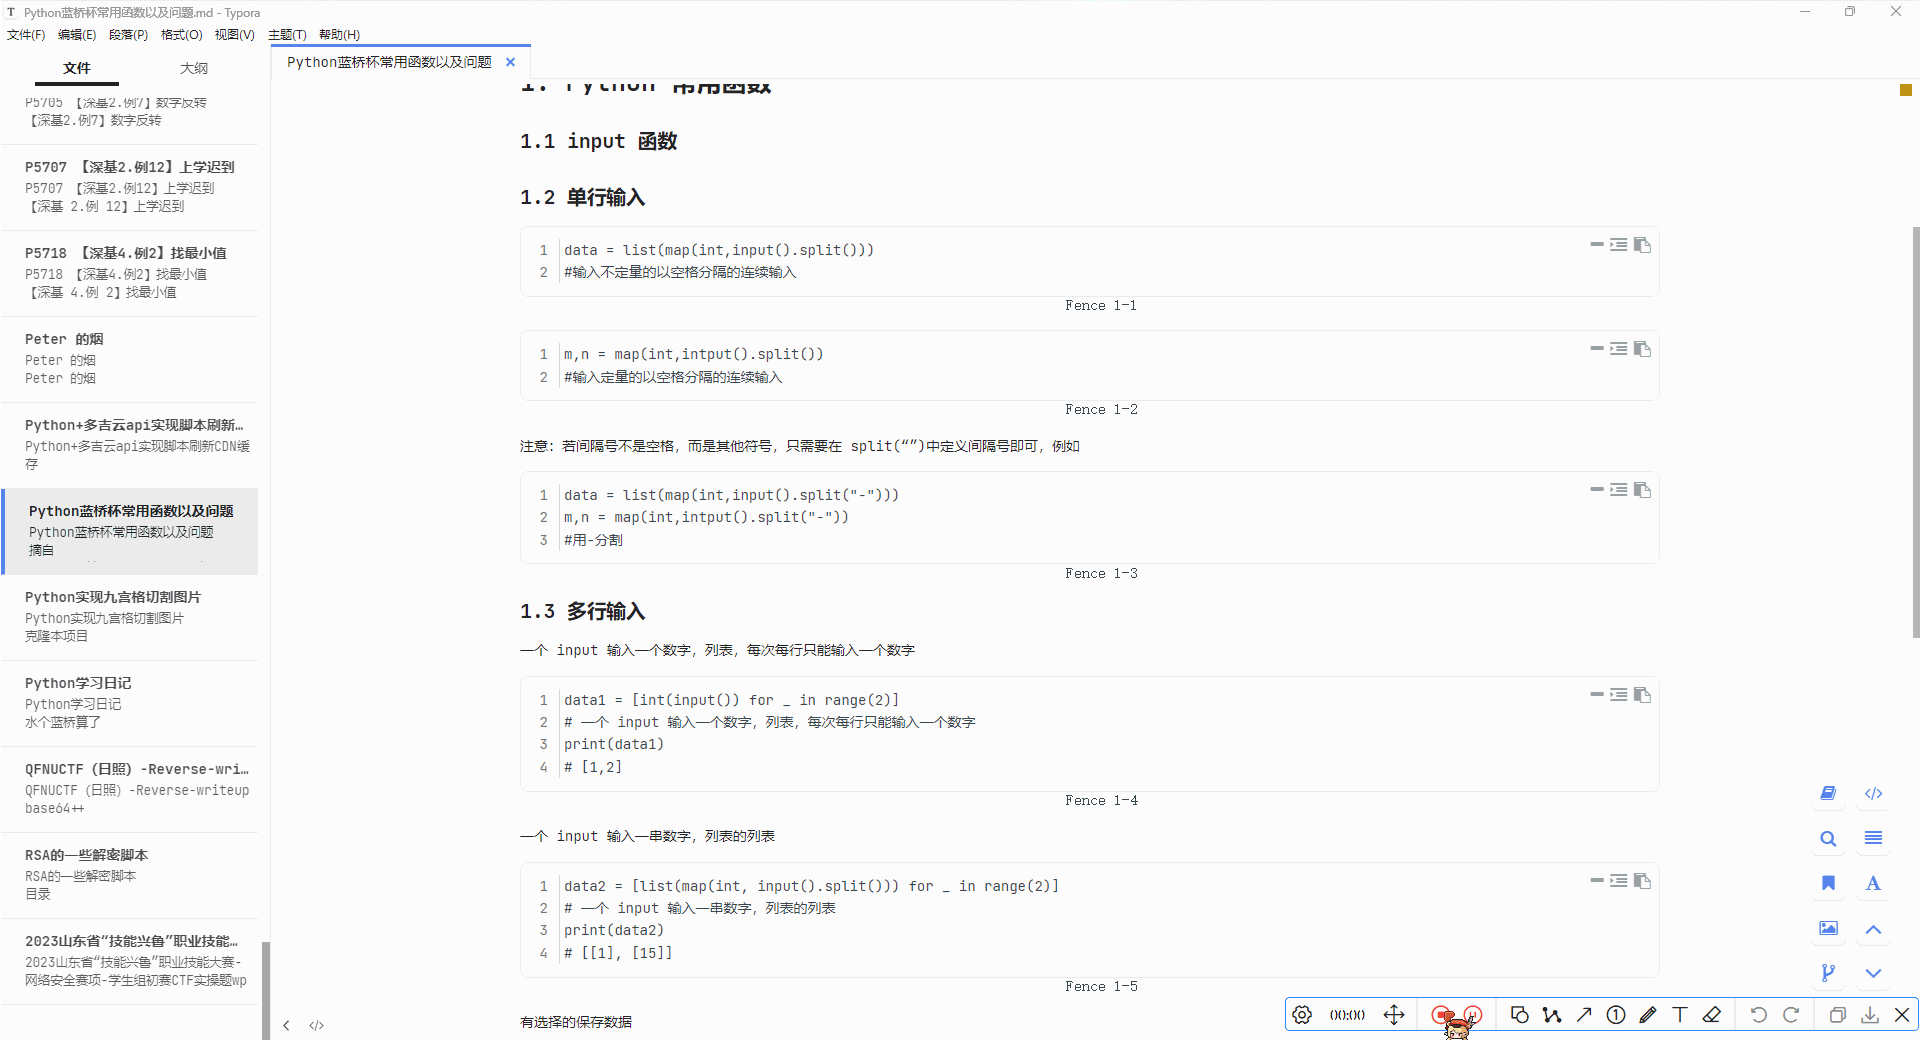 Python蓝桥杯常用函数以及问题.md - Typora
文件(F) 编辑(E) 段落(P) 格式(O) 视图(V) 主题(T) 帮助(H)
文件 大纲
P5705 【深基2.例7】数字反转
【深基2.例7】数字反转
P5707 【深基2.例12】上学迟到
P5707 【深基2.例12】上学迟到
【深基 2.例 12】上学迟到
P5718 【深基4.例2】找最小值
P5718 【深基4.例2】找最小值
【深基 4.例 2】找最小值
Peter 的烟
Peter 的烟
Peter 的烟
Python+多吉云api实现脚本刷新...
Python+多吉云api实现脚本刷新CDN缓
存
Python蓝桥杯常用函数以及问题
Python蓝桥杯常用函数以及问题
摘自
Python实现九宫格切割图片
Python实现九宫格切割图片
克隆本项目
Python学习日记
Python学习日记
水个蓝桥算了
QFNUCTF（日照）-Reverse-wri...
QFNUCTF（日照）-Reverse-writeup
base64++
RSA的一些解密脚本
RSA的一些解密脚本
目录
2023山东省“技能兴鲁”职业技能...
2023山东省“技能兴鲁”职业技能大赛-
网络安全赛项-学生组初赛CTF实操题wp
Python蓝桥杯常用函数以及问题
1. Python 常用函数
1.1 input 函数
1.2 单行输入
1 data = list(map(int,input().split()))
2 #输入不定量的以空格分隔的连续输入
Fence 1-1
1 m,n = map(int,intput().split())
2 #输入定量的以空格分隔的连续输入
Fence 1-2
注意：若间隔号不是空格，而是其他符号，只需要在 split(“”)中定义间隔号即可，例如
1 data = list(map(int,input().split("-")))
2 m,n = map(int,intput().split("-"))
3 #用-分割
Fence 1-3
1.3 多行输入
一个 input 输入一个数字，列表，每次每行只能输入一个数字
1 data1 = [int(input()) for _ in range(2)]
2 # 一个 input 输入一个数字，列表，每次每行只能输入一个数字
3 print(data1)
4 # [1,2]
Fence 1-4
一个 input 输入一串数字，列表的列表
1 data2 = [list(map(int, input().split())) for _ in range(2)]
2 # 一个 input 输入一串数字，列表的列表
3 print(data2)
4 # [[1], [15]]
Fence 1-5
有选择的保存数据
00:00